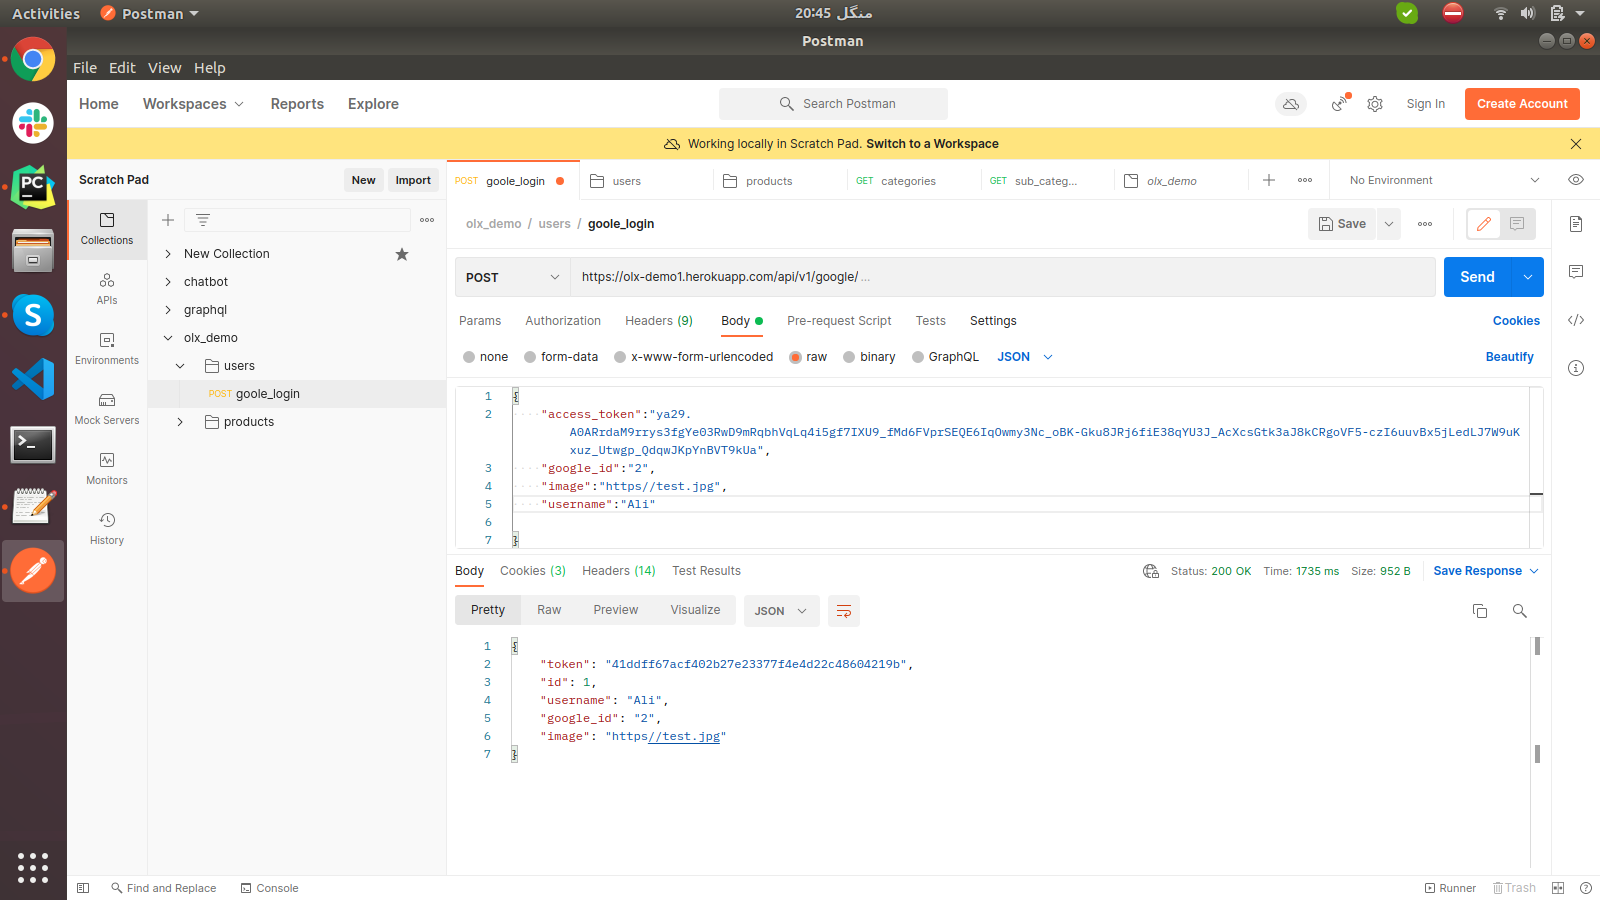 Activities Postman منگل 20:45
Postman
File Edit View Help
Home Workspaces Reports Explore Search Postman Sign In Create Account
Working locally in Scratch Pad. Switch to a Workspace
Scratch Pad New Import
POST goole_login users products GET categories GET sub_categ... olx_demo No Environment
Collections
APIs
Environments
Mock Servers
Monitors
History
New Collection
chatbot
graphql
olx_demo
users
POST goole_login
products
olx_demo / users / goole_login Save
POST https://olx-demo1.herokuapp.com/api/v1/google/ ... Send
Params Authorization Headers (9) Body Pre-request Script Tests Settings Cookies
none form-data x-www-form-urlencoded raw binary GraphQL JSON Beautify
1 {
2 "access_token":"ya29.
A0ARrdaM9rrys3fgYe03RwD9mRqbhVqLq4i5gf7IXU9_fMd6FVprSEQE6IqOwmy3Nc_oBK-Gku8JRj6fiE38qYU3J_AcXcsGtk3aJ8kCRgoVF5-czI6uuvBx5jLedLJ7W9uK
xuz_Utwgp_QdqwJKpYnBVT9kUa",
3 "google_id":"2",
4 "image":"https//test.jpg",
5 "username":"Ali"
6
7 }
Body Cookies (3) Headers (14) Test Results Status: 200 OK Time: 1735 ms Size: 952 B Save Response
Pretty Raw Preview Visualize JSON
1 {
2 "token": "41ddff67acf402b27e23377f4e4d22c48604219b",
3 "id": 1,
4 "username": "Ali",
5 "google_id": "2",
6 "image": "https//test.jpg"
7 }
Find and Replace Console Runner Trash